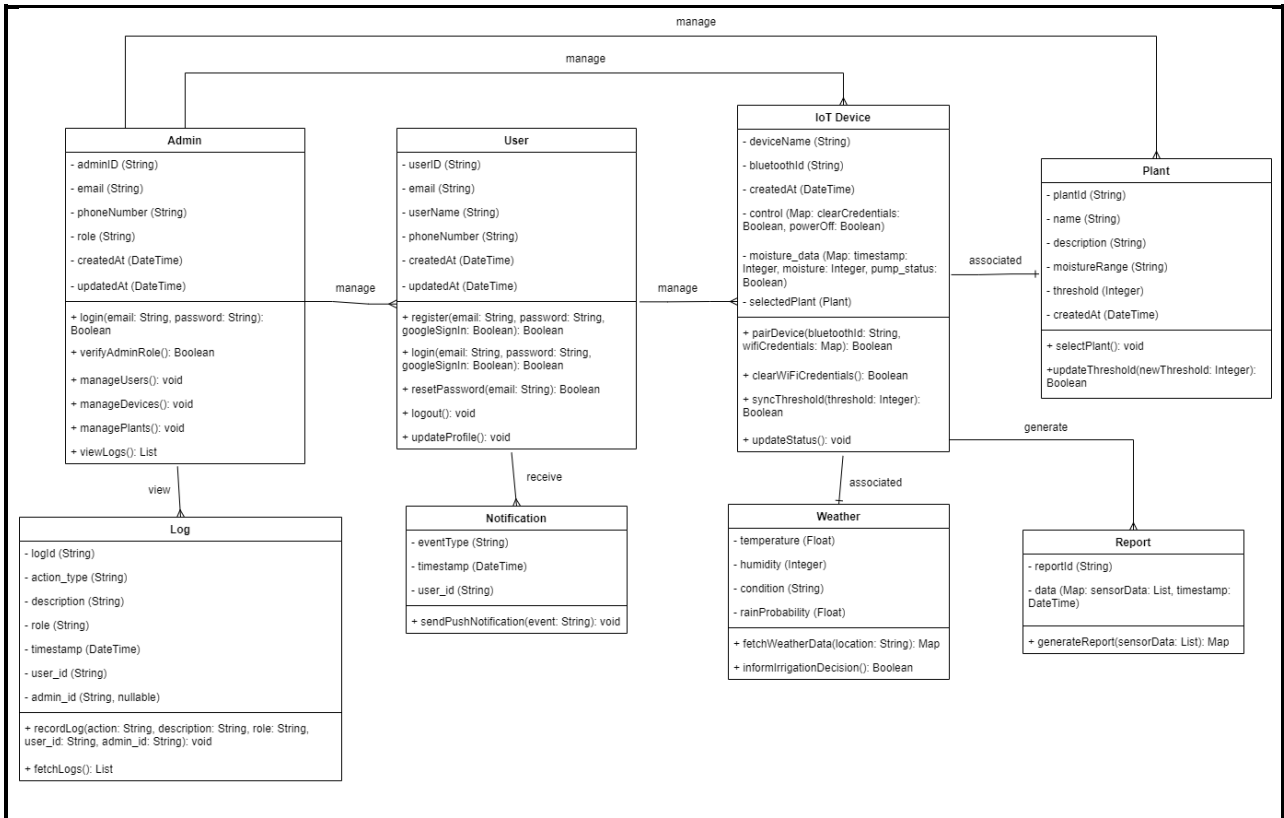 manage
manage
Admin
- adminID (String)
- email (String)
- phoneNumber (String)
- role (String)
- createdAt (DateTime)
- updatedAt (DateTime)
+ login(email: String, password: String):
Boolean
+ verifyAdminRole(): Boolean
+ manageUsers(): void
+ manageDevices(): void
+ managePlants(): void
+ viewLogs(): List
manage
User
- userID (String)
- email (String)
- userName (String)
- phoneNumber (String)
- createdAt (DateTime)
- updatedAt (DateTime)
+ register(email: String, password: String,
googleSignIn: Boolean): Boolean
+ login(email: String, password: String,
googleSignIn: Boolean): Boolean
+ resetPassword(email: String): Boolean
+ logout(): void
+ updateProfile(): void
manage
IoT Device
- deviceName (String)
- bluetoothId (String)
- createdAt (DateTime)
- control (Map: clearCredentials:
Boolean, powerOff: Boolean)
- moisture_data (Map: timestamp:
Integer, moisture: Integer, pump_status:
Boolean)
- selectedPlant (Plant)
+ pairDevice(bluetoothId: String,
wifiCredentials: Map): Boolean
+ clearWiFiCredentials(): Boolean
+ syncThreshold(threshold: Integer):
Boolean
+ updateStatus(): void
associated
Plant
- plantId (String)
- name (String)
- description (String)
- moistureRange (String)
- threshold (Integer)
- createdAt (DateTime)
+ selectPlant(): void
+updateThreshold(newThreshold: Integer):
Boolean
view
receive
associated
generate
Log
- logId (String)
- action_type (String)
- description (String)
- role (String)
- timestamp (DateTime)
- user_id (String)
- admin_id (String, nullable)
+ recordLog(action: String, description: String, role: String,
user_id: String, admin_id: String): void
+ fetchLogs(): List
Notification
- eventType (String)
- timestamp (DateTime)
- user_id (String)
+ sendPushNotification(event: String): void
Weather
- temperature (Float)
- humidity (Integer)
- condition (String)
- rainProbability (Float)
+ fetchWeatherData(location: String): Map
+ informIrrigationDecision(): Boolean
Report
- reportId (String)
- data (Map: sensorData: List, timestamp:
DateTime)
+ generateReport(sensorData: List): Map